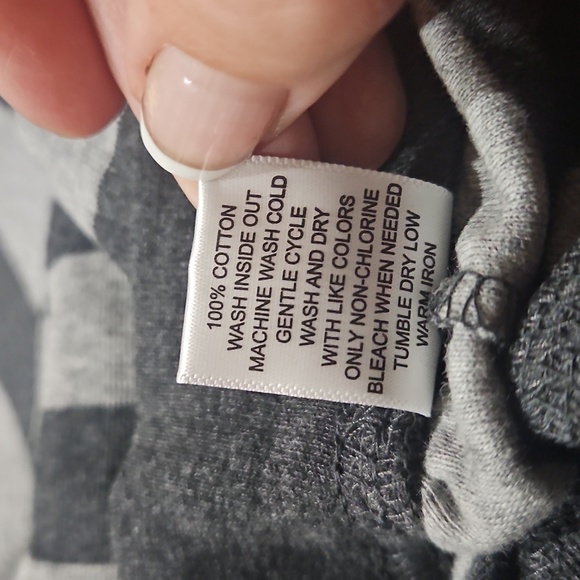 100% COTTON
WASH INSIDE OUT
MACHINE WASH COLD
GENTLE CYCLE
WASH AND DRY
WITH LIKE COLORS
ONLY NON-CHLORINE
BLEACH WHEN NEEDED
TUMBLE DRY LOW
WARM IRON